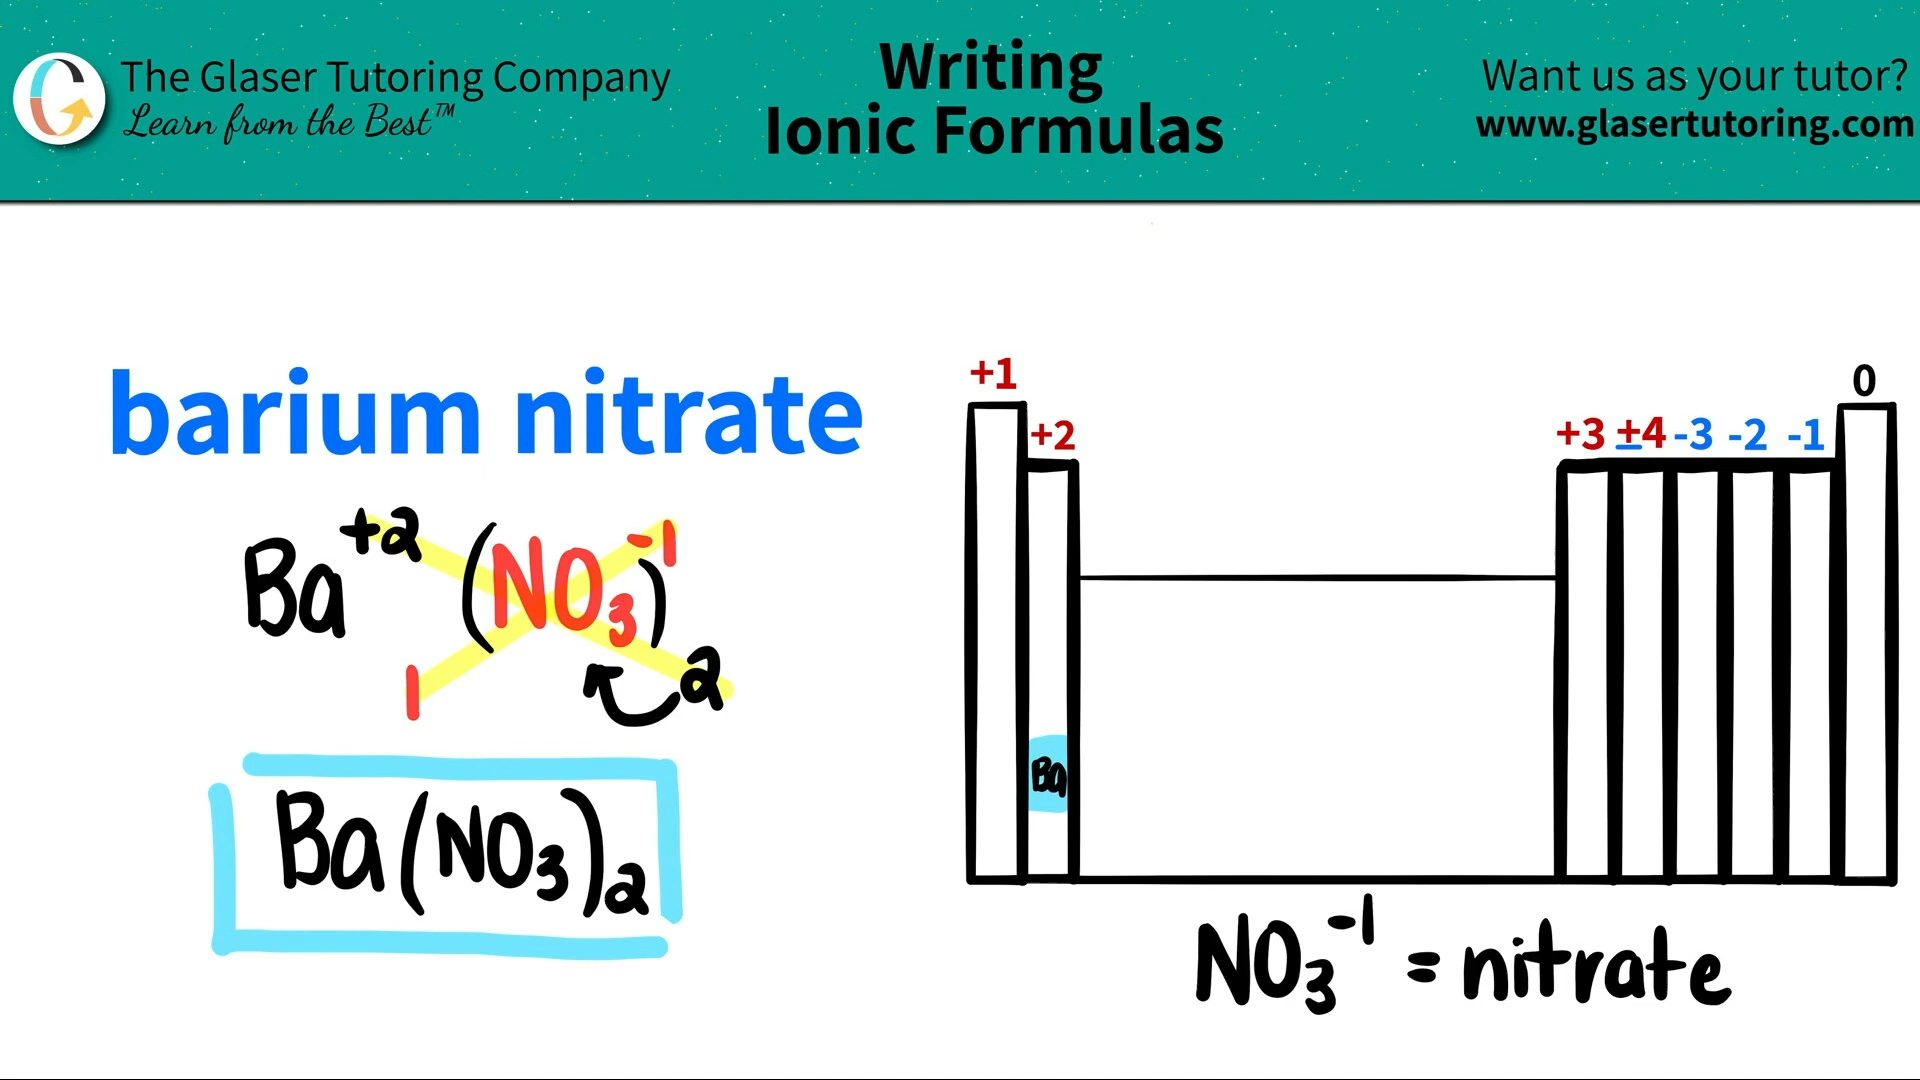 The Glaser Tutoring Company
Learn from the Best™
Writing
Ionic Formulas
Want us as your tutor?
www.glasertutoring.com
barium nitrate
Ba⁺² (NO₃)⁻¹
1 2
Ba(NO₃)₂
+1 0
+2 +3 ±4 -3 -2 -1
Ba
NO₃⁻¹ = nitrate